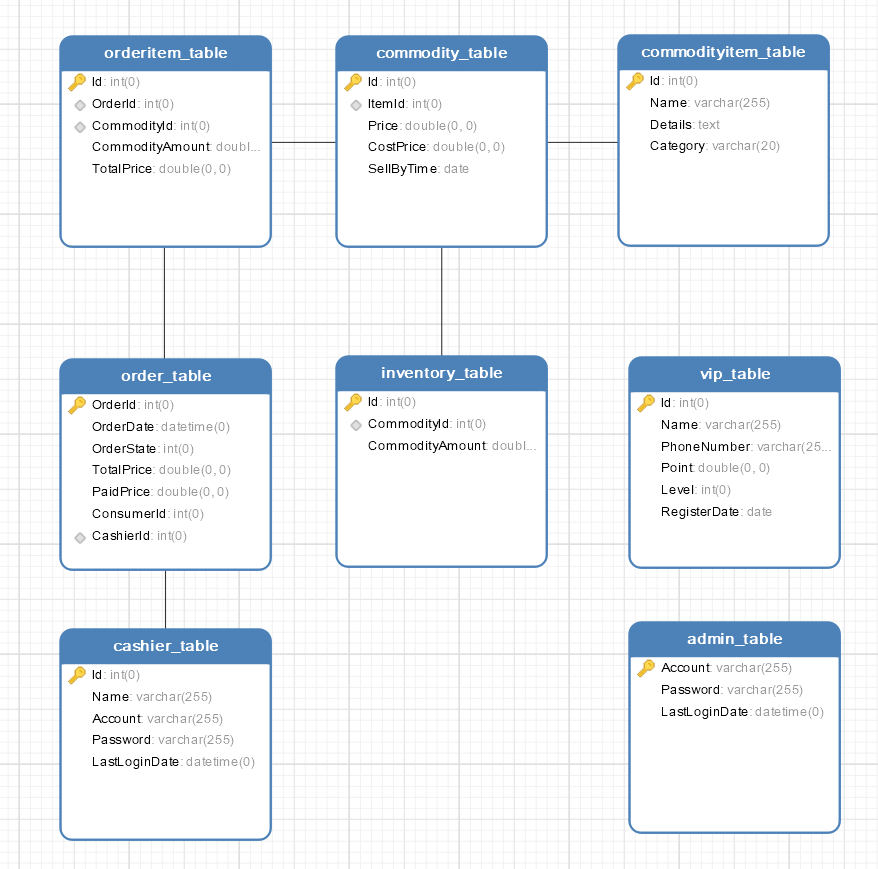 orderitem_table
Id: int(0)
OrderId: int(0)
CommodityId: int(0)
CommodityAmount: doubl...
TotalPrice: double(0, 0)
commodity_table
Id: int(0)
ItemId: int(0)
Price: double(0, 0)
CostPrice: double(0, 0)
SellByTime: date
commodityitem_table
Id: int(0)
Name: varchar(255)
Details: text
Category: varchar(20)
order_table
OrderId: int(0)
OrderDate: datetime(0)
OrderState: int(0)
TotalPrice: double(0, 0)
PaidPrice: double(0, 0)
ConsumerId: int(0)
CashierId: int(0)
inventory_table
Id: int(0)
CommodityId: int(0)
CommodityAmount: doubl...
vip_table
Id: int(0)
Name: varchar(255)
PhoneNumber: varchar(25...
Point: double(0, 0)
Level: int(0)
RegisterDate: date
cashier_table
Id: int(0)
Name: varchar(255)
Account: varchar(255)
Password: varchar(255)
LastLoginDate: datetime(0)
admin_table
Account: varchar(255)
Password: varchar(255)
LastLoginDate: datetime(0)